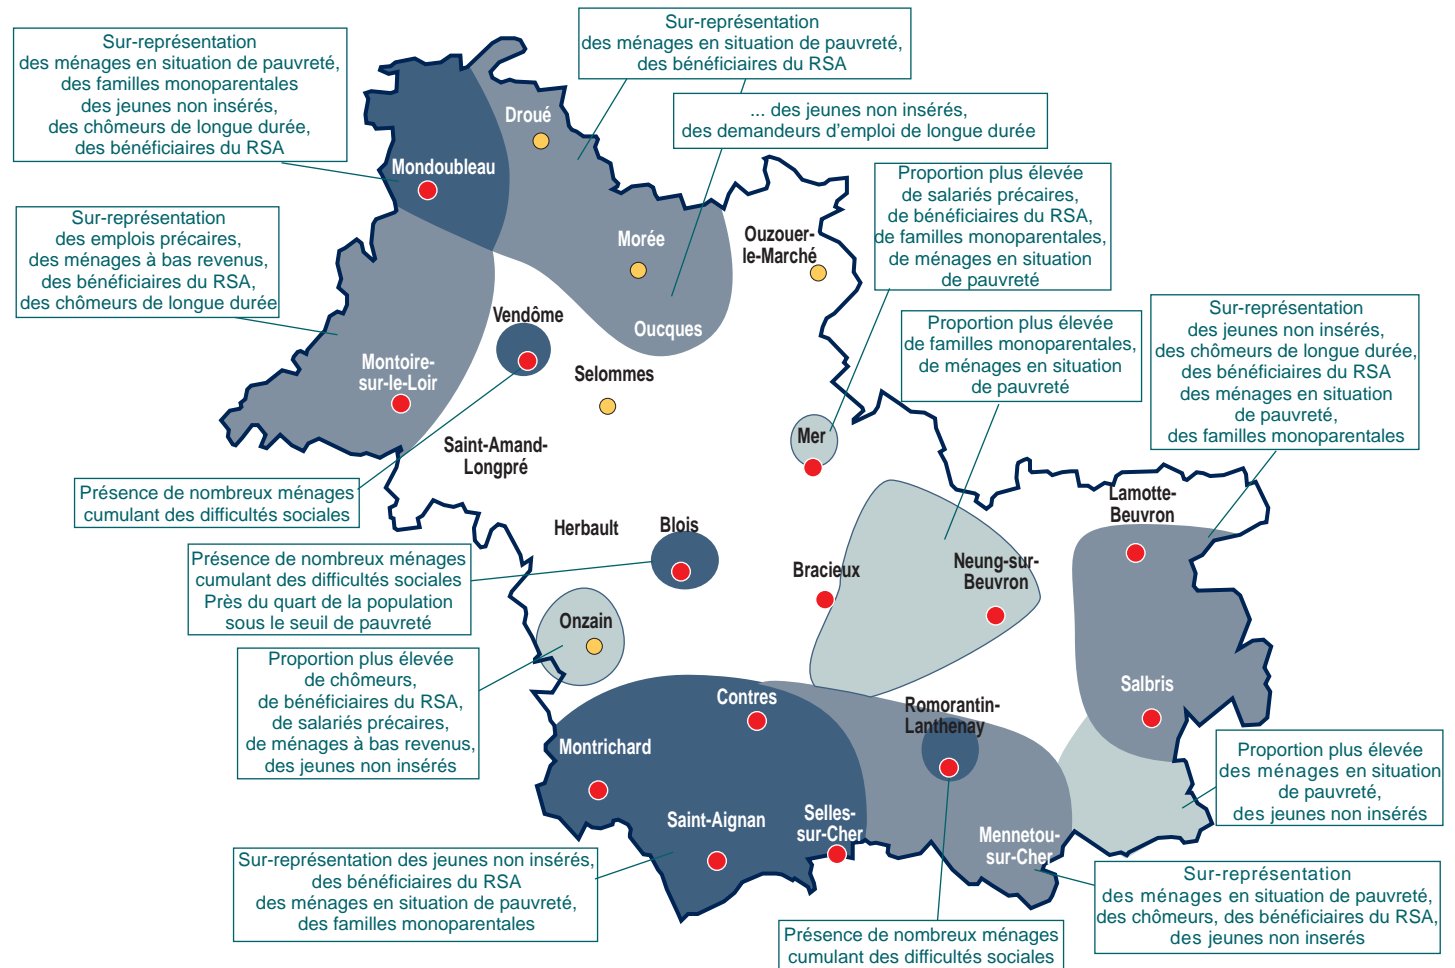 Sur-représentation
des ménages en situation de pauvreté,
des familles monoparentales
des jeunes non insérés,
des chômeurs de longue durée,
des bénéficiaires du RSA
Sur-représentation
des ménages en situation de pauvreté,
des bénéficiaires du RSA
... des jeunes non insérés,
des demandeurs d'emploi de longue durée
Droué
Mondoubleau
Proportion plus élevée
de salariés précaires,
de bénéficiaires du RSA,
de familles monoparentales,
de ménages en situation
de pauvreté
Sur-représentation
des emplois précaires,
des ménages à bas revenus,
des bénéficiaires du RSA,
des chômeurs de longue durée
Morée
Ouzouer-
le-Marché
Oucques
Vendôme
Montoire-
sur-le-Loir
Selommes
Proportion plus élevée
de familles monoparentales,
de ménages en situation
de pauvreté
Sur-représentation
des jeunes non insérés,
des chômeurs de longue durée,
des bénéficiaires du RSA
des ménages en situation
de pauvreté,
des familles monoparentales
Mer
Saint-Amand-
Longpré
Présence de nombreux ménages
cumulant des difficultés sociales
Lamotte-
Beuvron
Herbault
Blois
Présence de nombreux ménages
cumulant des difficultés sociales
Près du quart de la population
sous le seuil de pauvreté
Bracieux
Neung-sur-
Beuvron
Onzain
Proportion plus élevée
de chômeurs,
de bénéficiaires du RSA,
de salariés précaires,
de ménages à bas revenus,
des jeunes non insérés
Contres
Romorantin-
Lanthenay
Salbris
Montrichard
Proportion plus élevée
des ménages en situation
de pauvreté,
des jeunes non insérés
Saint-Aignan
Selles-
sur-Cher
Mennetou-
sur-Cher
Sur-représentation des jeunes non insérés,
des bénéficiaires du RSA
des ménages en situation de pauvreté,
des familles monoparentales
Sur-représentation
des ménages en situation de pauvreté,
des chômeurs, des bénéficiaires du RSA,
des jeunes non inserés
Présence de nombreux ménages
cumulant des difficultés sociales